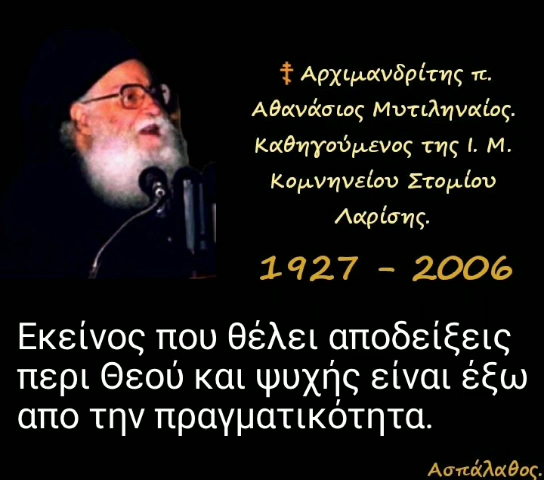 ☦ Αρχιμανδρίτης π.
Αθανάσιος Μυτιληναίος.
Καθηγούμενος της Ι. Μ.
Κομνηνείου Στομίου
Λαρίσης.
1927 - 2006
Εκείνος που θέλει αποδείξεις
περι Θεού και ψυχής είναι έξω
απο την πραγματικότητα.
Ασπάλαθος.